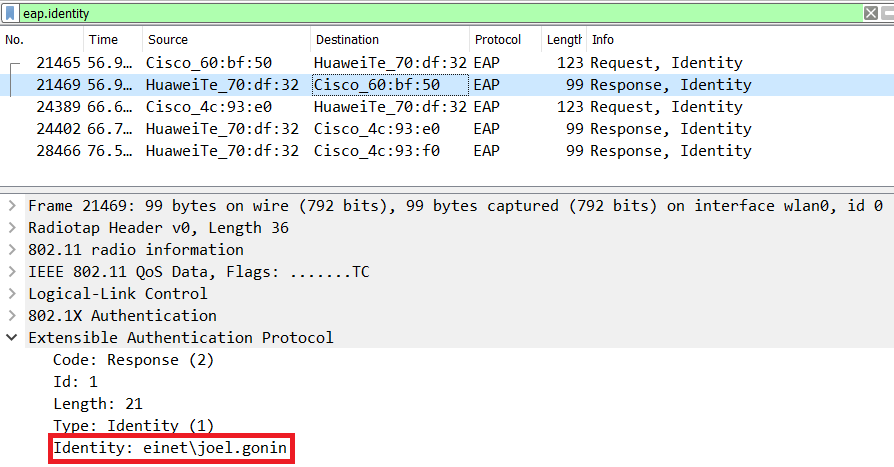 eap.identity
No. Time Source Destination Protocol Length Info
21465 56.9… Cisco_60:bf:50 HuaweiTe_70:df:32 EAP 123 Request, Identity
21469 56.9… HuaweiTe_70:df:32 Cisco_60:bf:50 EAP 99 Response, Identity
24389 66.6… Cisco_4c:93:e0 HuaweiTe_70:df:32 EAP 123 Request, Identity
24402 66.7… HuaweiTe_70:df:32 Cisco_4c:93:e0 EAP 99 Response, Identity
28466 76.5… HuaweiTe_70:df:32 Cisco_4c:93:f0 EAP 99 Response, Identity
Frame 21469: 99 bytes on wire (792 bits), 99 bytes captured (792 bits) on interface wlan0, id 0
Radiotap Header v0, Length 36
802.11 radio information
IEEE 802.11 QoS Data, Flags: .......TC
Logical-Link Control
802.1X Authentication
Extensible Authentication Protocol
Code: Response (2)
Id: 1
Length: 21
Type: Identity (1)
Identity: einet\joel.gonin